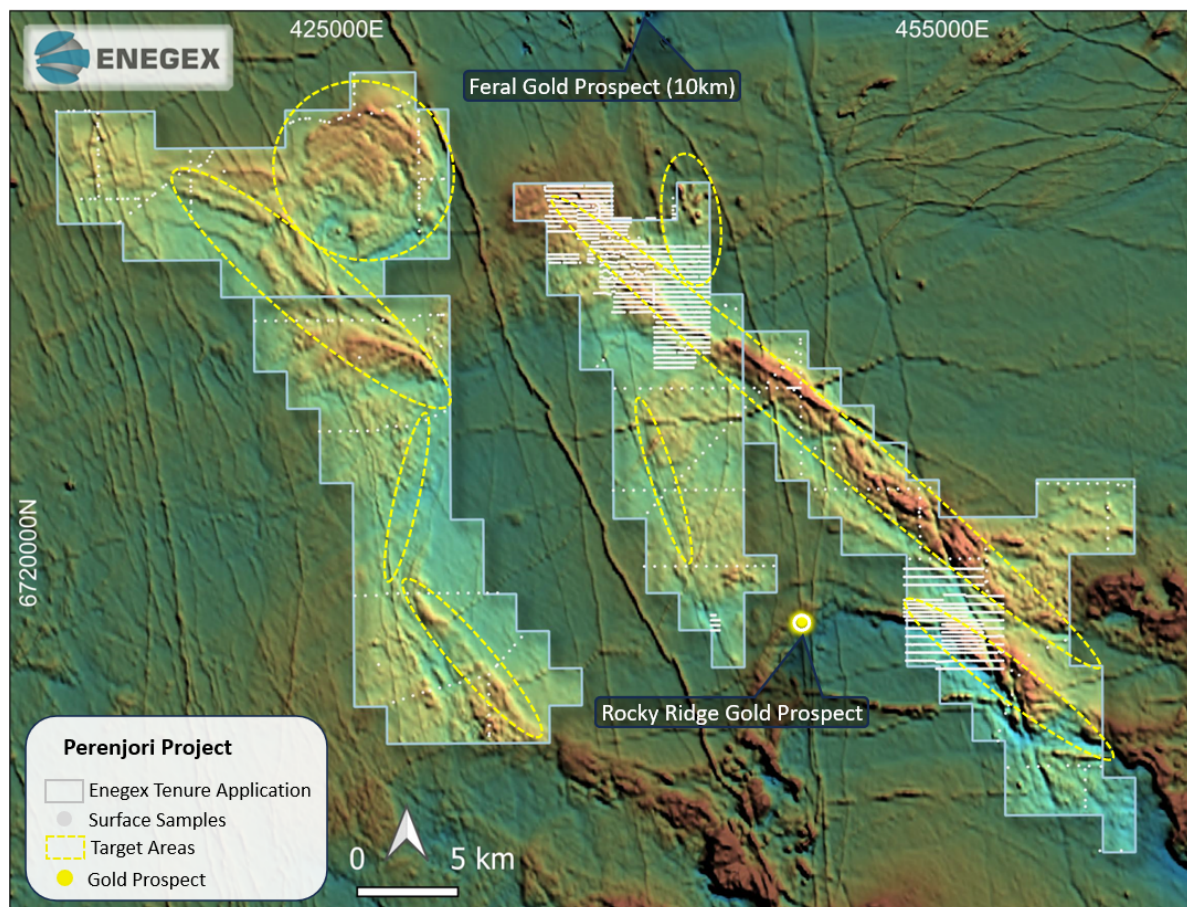 ENEGEX
425000E
455000E
Feral Gold Prospect (10km)
6720000N
Rocky Ridge Gold Prospect
Perenjori Project
Enegex Tenure Application
Surface Samples
Target Areas
Gold Prospect
0 5 km